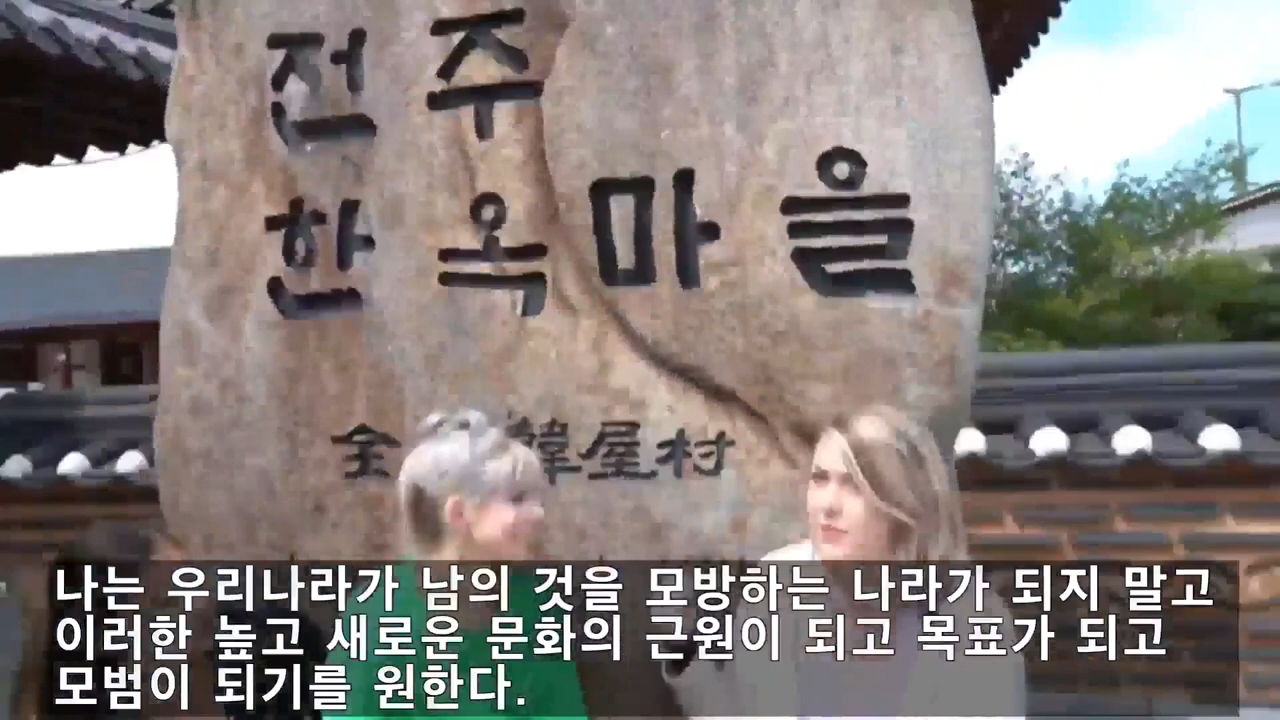 전주
한옥마을
全 韓屋村
나는 우리나라가 남의 것을 모방하는 나라가 되지 말고
이러한 높고 새로운 문화의 근원이 되고 목표가 되고
모범이 되기를 원한다.